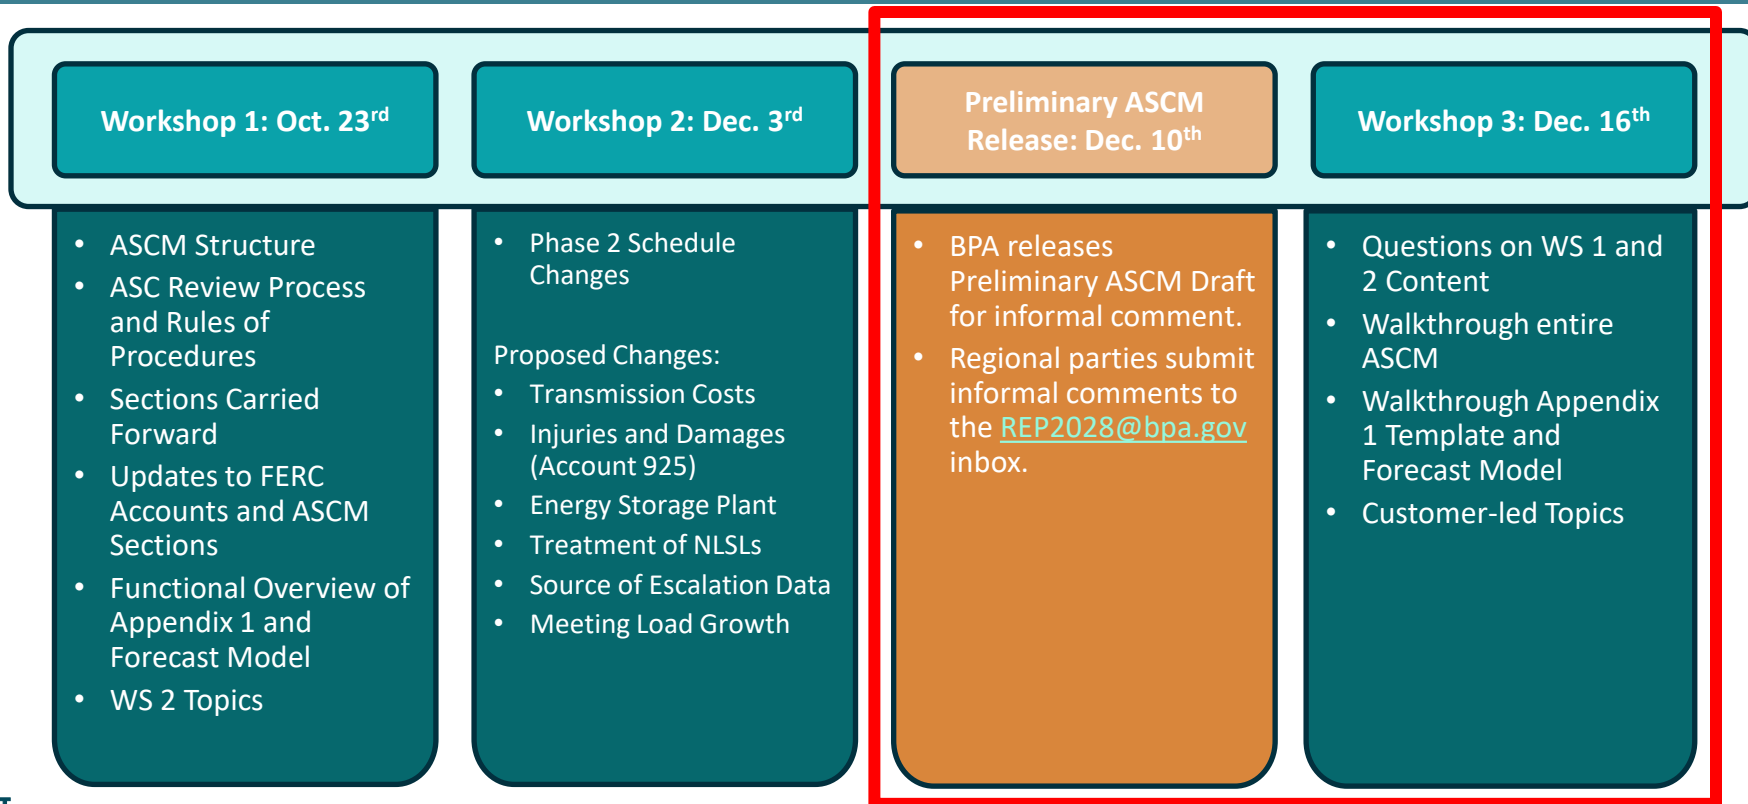 Workshop 1: Oct. 23rd
• ASCM Structure
• ASC Review Process
and Rules of
Procedures
• Sections Carried
Forward
• Updates to FERC
Accounts and ASCM
Sections
• Functional Overview of
Appendix 1 and
Forecast Model
• WS 2 Topics
Workshop 2: Dec. 3rd
• Phase 2 Schedule
Changes
Proposed Changes:
• Transmission Costs
• Injuries and Damages
(Account 925)
• Energy Storage Plant
• Treatment of NLSLs
• Source of Escalation Data
• Meeting Load Growth
Preliminary ASCM
Release: Dec. 10th
• BPA releases
Preliminary ASCM Draft
for informal comment.
• Regional parties submit
informal comments to
the REP2028@bpa.gov
inbox.
Workshop 3: Dec. 16th
• Questions on WS 1 and
2 Content
• Walkthrough entire
ASCM
• Walkthrough Appendix
1 Template and
Forecast Model
• Customer-led Topics